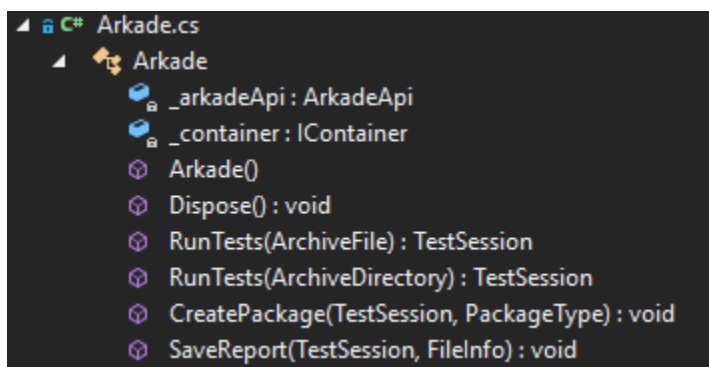 C# Arkade.cs
Arkade
_arkadeApi : ArkadeApi
_container : IContainer
Arkade()
Dispose() : void
RunTests(ArchiveFile) : TestSession
RunTests(ArchiveDirectory) : TestSession
CreatePackage(TestSession, PackageType) : void
SaveReport(TestSession, FileInfo) : void